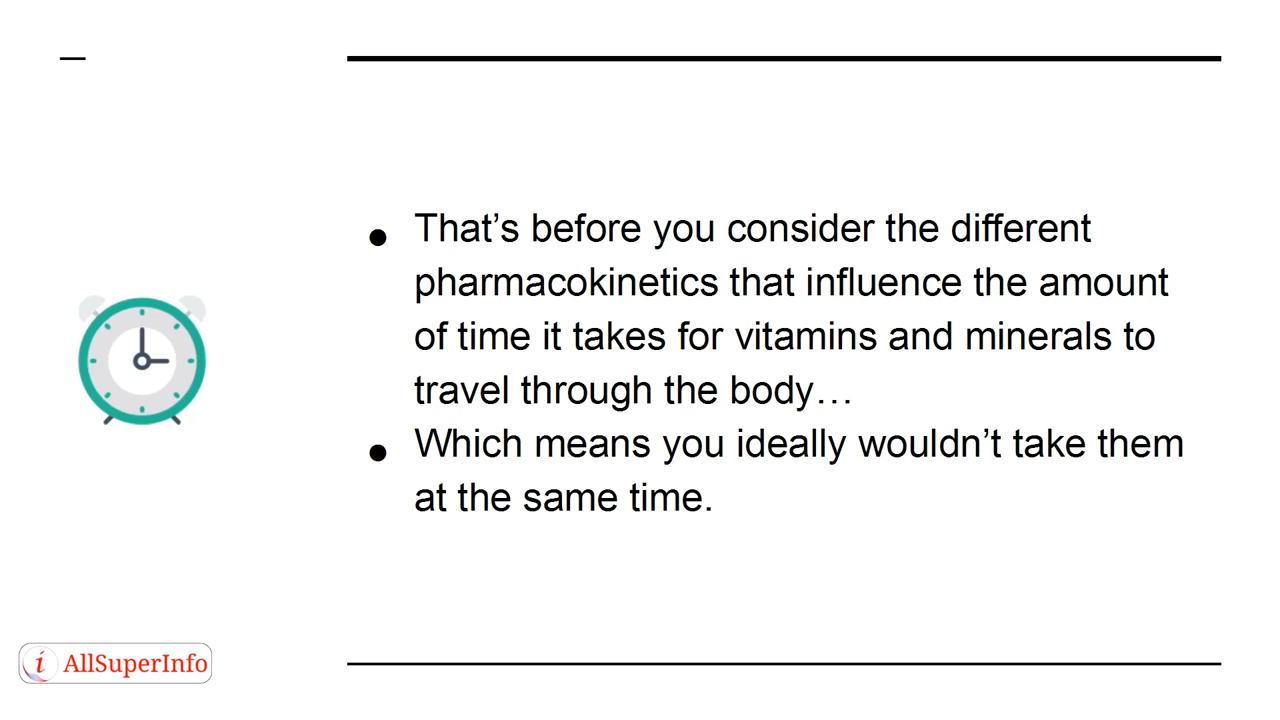 • That’s before you consider the different
pharmacokinetics that influence the amount
of time it takes for vitamins and minerals to
travel through the body…
• Which means you ideally wouldn’t take them
at the same time.
i AllSuperInfo